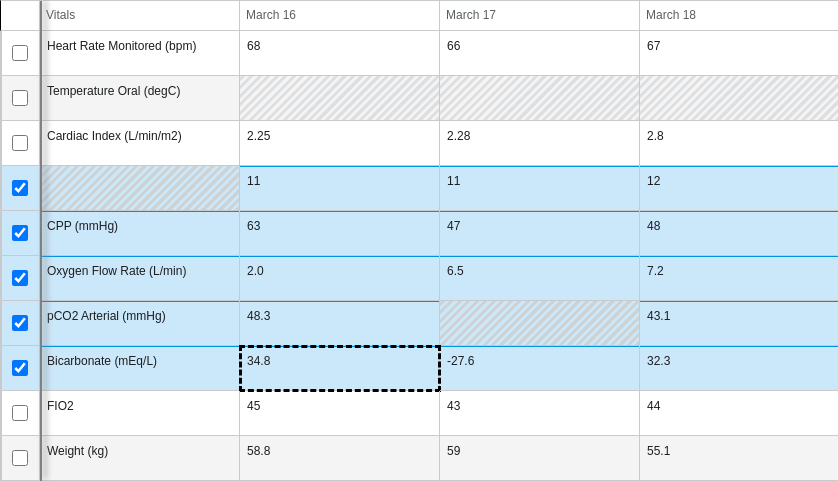 Vitals March 16 March 17 March 18
Heart Rate Monitored (bpm) 68 66 67
Temperature Oral (degC)
Cardiac Index (L/min/m2) 2.25 2.28 2.8
11 11 12
CPP (mmHg) 63 47 48
Oxygen Flow Rate (L/min) 2.0 6.5 7.2
pCO2 Arterial (mmHg) 48.3 43.1
Bicarbonate (mEq/L) 34.8 -27.6 32.3
FIO2 45 43 44
Weight (kg) 58.8 59 55.1